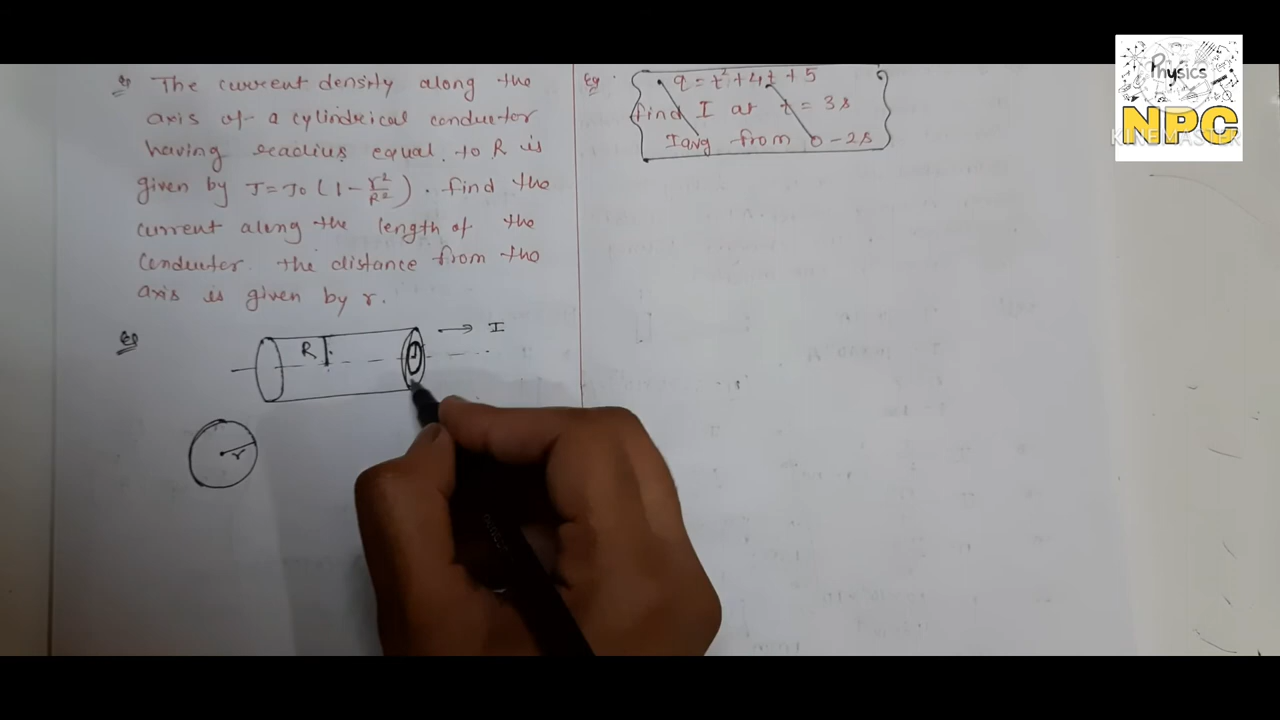 Q The current density along the
axis of a cylindrical conductor
having radius equal to R is
given by J = J0 (1 - r²/R²). find the
current along the length of the
conductor. the distance from the
axis is given by r.
R
I
r
Eg.
q = t² + 4t + 5
find I at t = 3s
Iavg from 0 - 2s
Physics
NPC
KINEMASTER